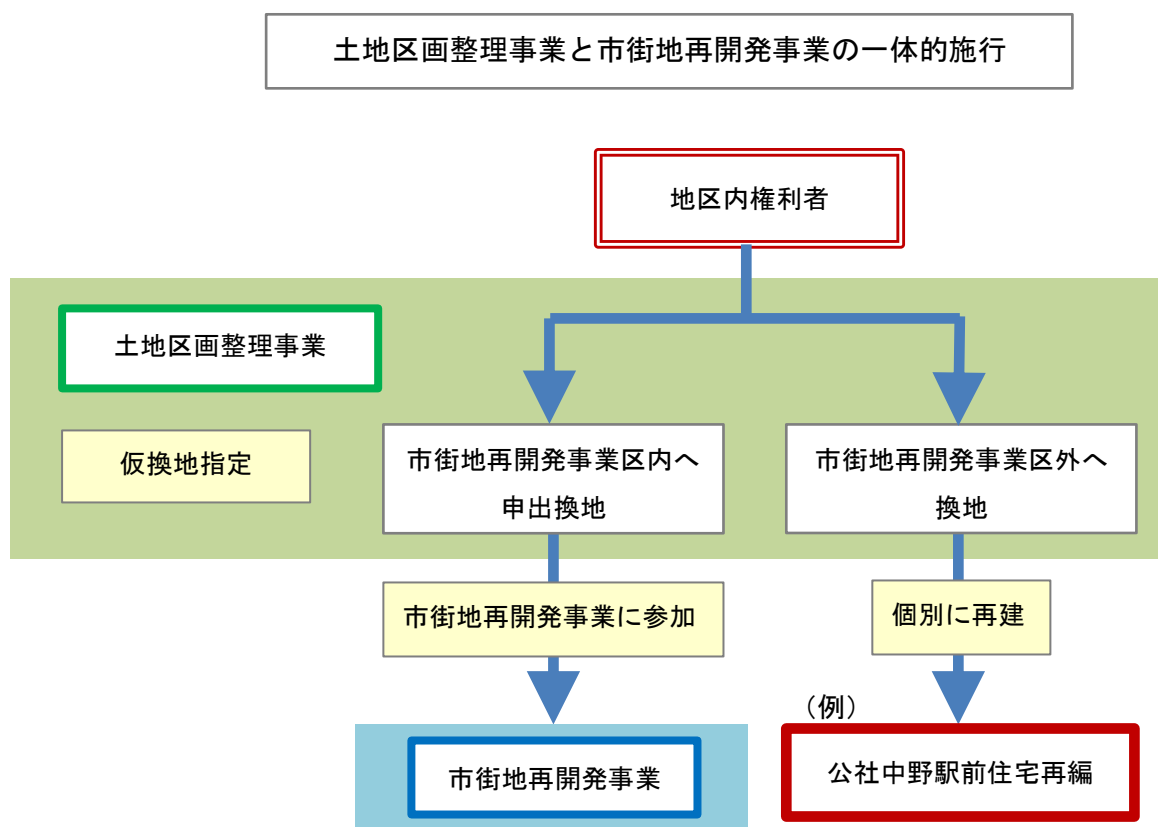 土地区画整理事業と市街地再開発事業の一体的施行
地区内権利者
土地区画整理事業
仮換地指定
市街地再開発事業区内へ
申出換地
市街地再開発事業区外へ
換地
市街地再開発事業に参加
個別に再建
（例）
市街地再開発事業
公社中野駅前住宅再編